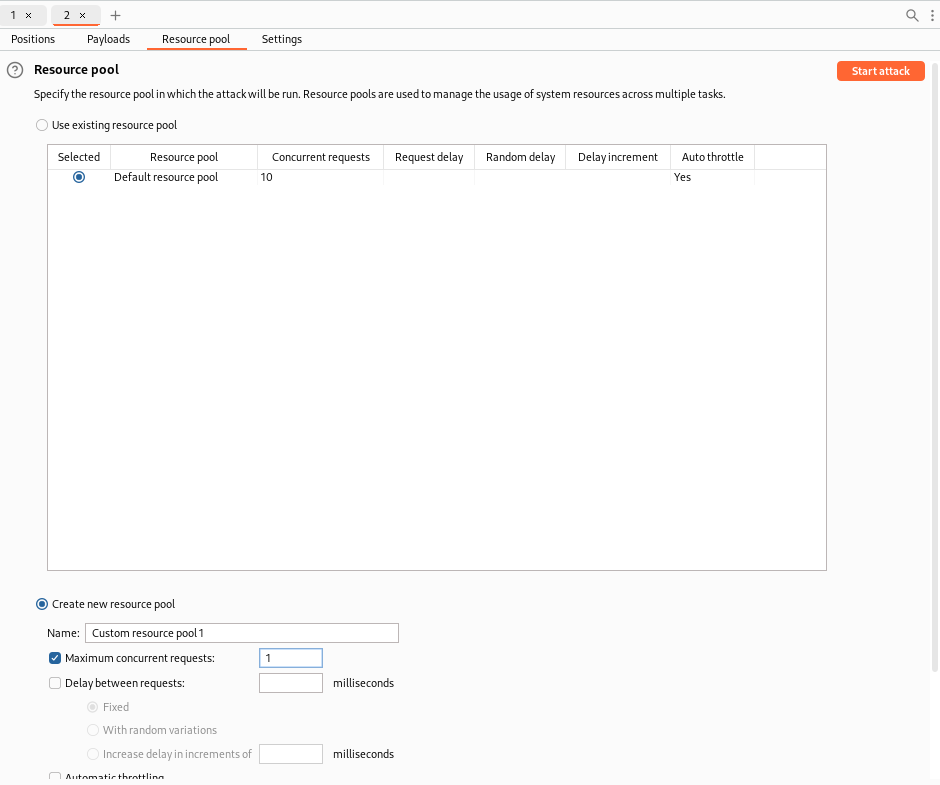 1 × 2 × +
Positions Payloads Resource pool Settings
? Resource pool Start attack
Specify the resource pool in which the attack will be run. Resource pools are used to manage the usage of system resources across multiple tasks.
Use existing resource pool
Selected Resource pool Concurrent requests Request delay Random delay Delay increment Auto throttle
Default resource pool 10 Yes
Create new resource pool
Name: Custom resource pool 1
Maximum concurrent requests: 1
Delay between requests: milliseconds
Fixed
With random variations
Increase delay in increments of milliseconds
Automatic throttling